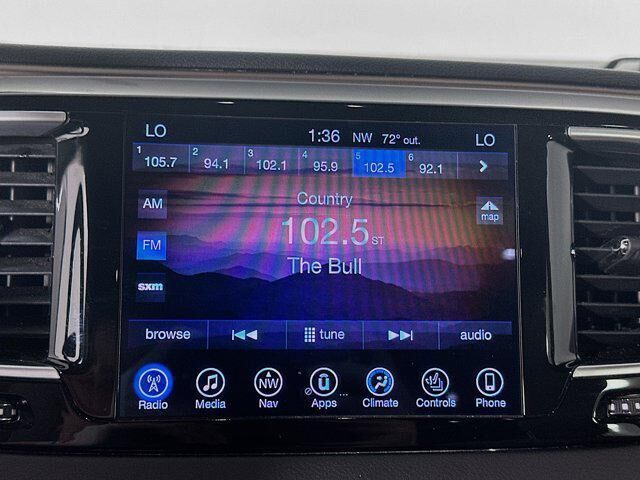 LO 1:36 NW 72° out. LO
1 105.7 2 94.1 3 102.1 4 95.9 5 102.5 6 92.1
AM Country map
102.5 ST
FM The Bull
sxm
browse tune audio
NW
Radio Media Nav Apps Climate Controls Phone